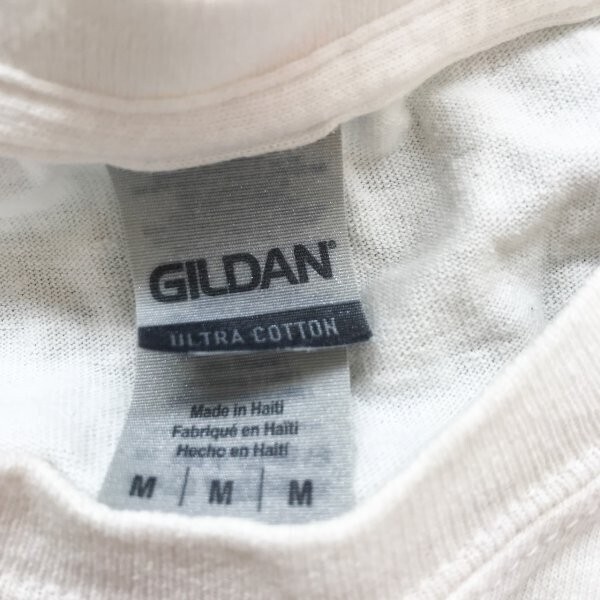 GILDAN®
ULTRA COTTON
Made in Haiti
Fabriqué en Haïti
Hecho en Haití
M | M | M